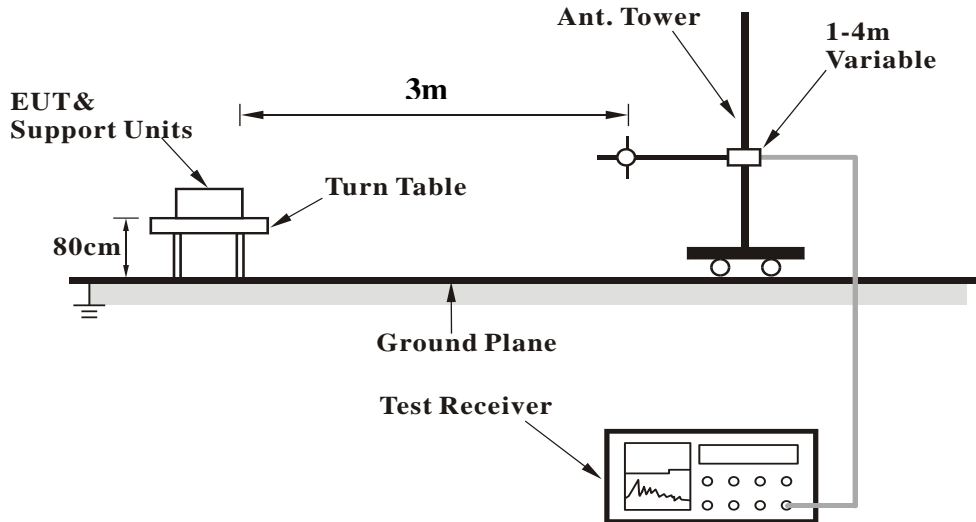 Ant. Tower
1-4m
Variable
3m
EUT&
Support Units
Turn Table
80cm
Ground Plane
Test Receiver